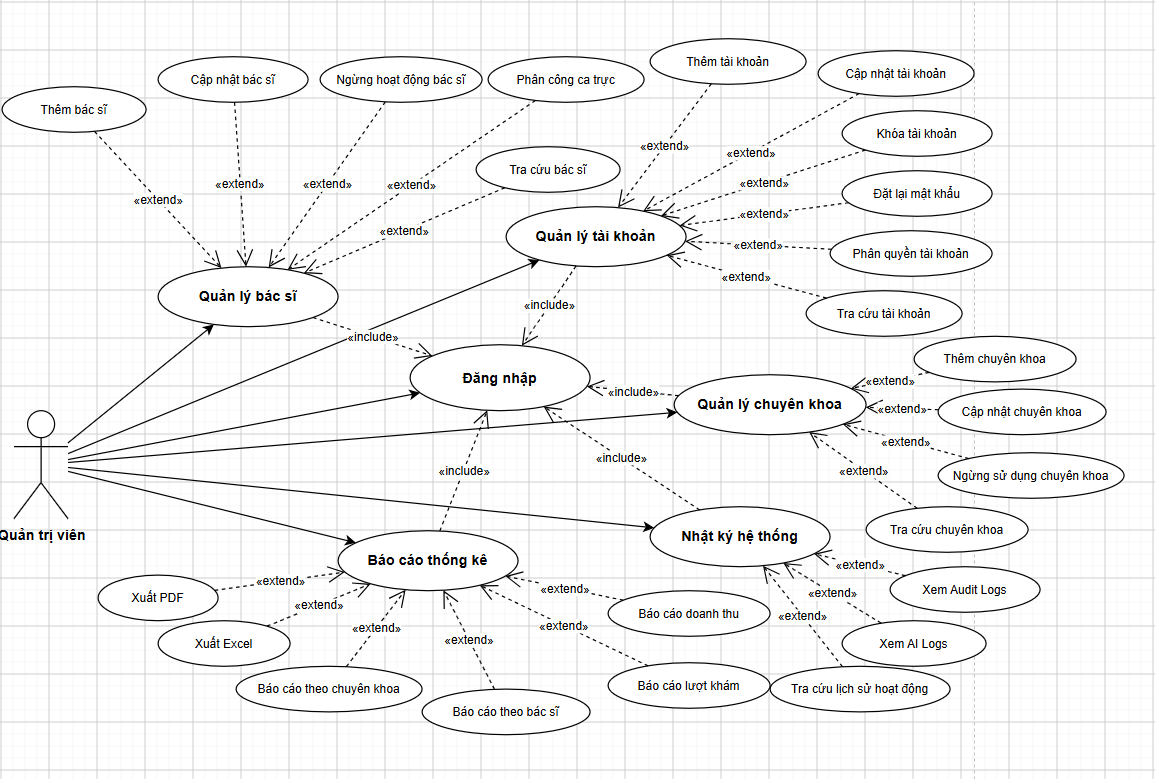 Thêm tài khoản
Cập nhật bác sĩ
Ngừng hoạt động bác sĩ
Phân công ca trực
Cập nhật tài khoản
Thêm bác sĩ
Khóa tài khoản
«extend»
«extend»
Tra cứu bác sĩ
«extend»
«extend»
«extend»
«extend»
«extend»
Đặt lại mật khẩu
«extend»
«extend»
«extend»
Quản lý tài khoản
«extend»
Phân quyền tài khoản
«extend»
Quản lý bác sĩ
«include»
Tra cứu tài khoản
«include»
Thêm chuyên khoa
Đăng nhập
«extend»
«include»
Quản lý chuyên khoa
«extend»
Cập nhật chuyên khoa
«extend»
«include»
«include»
«extend»
Ngừng sử dụng chuyên khoa
Quản trị viên
Nhật ký hệ thống
Tra cứu chuyên khoa
Báo cáo thống kê
«extend»
«extend»
«extend»
Xem Audit Logs
Xuất PDF
«extend»
«extend»
Báo cáo doanh thu
«extend»
«extend»
«extend»
«extend»
Xuất Excel
Xem AI Logs
Báo cáo theo chuyên khoa
Báo cáo lượt khám
Tra cứu lịch sử hoạt động
Báo cáo theo bác sĩ